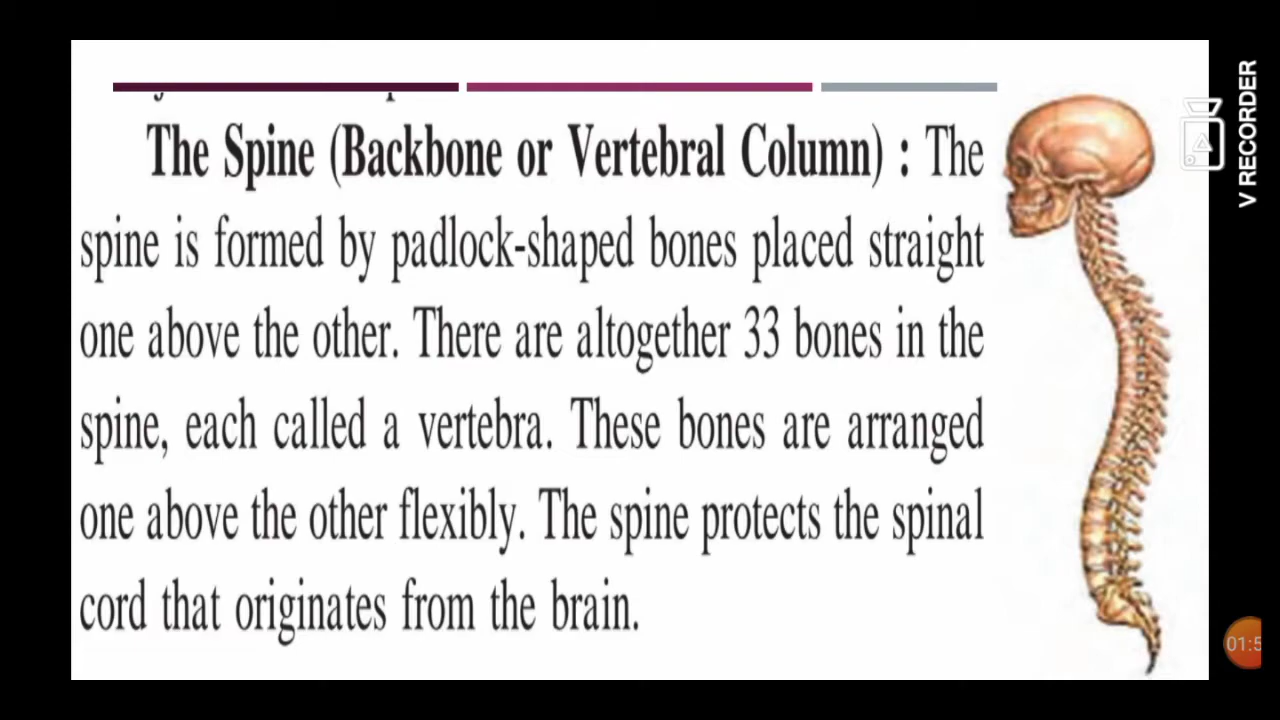 The Spine (Backbone or Vertebral Column) : The
spine is formed by padlock-shaped bones placed straight
one above the other. There are altogether 33 bones in the
spine, each called a vertebra. These bones are arranged
one above the other flexibly. The spine protects the spinal
cord that originates from the brain.
V RECORDER
01:5